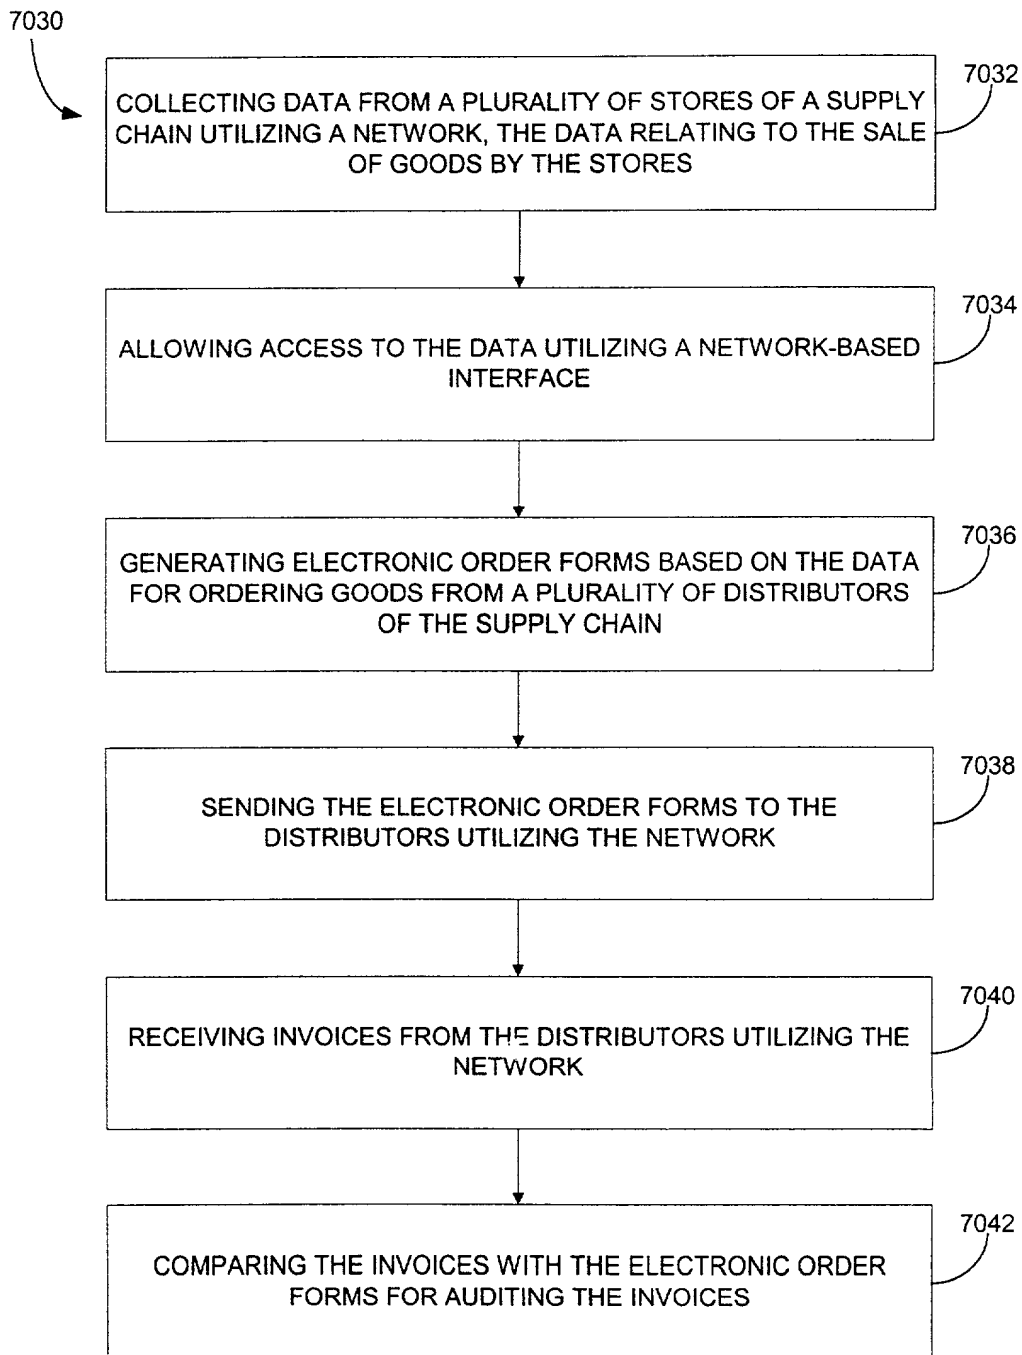 7030
7032
COLLECTING DATA FROM A PLURALITY OF STORES OF A SUPPLY
CHAIN UTILIZING A NETWORK, THE DATA RELATING TO THE SALE
OF GOODS BY THE STORES
7034
ALLOWING ACCESS TO THE DATA UTILIZING A NETWORK-BASED
INTERFACE
7036
GENERATING ELECTRONIC ORDER FORMS BASED ON THE DATA
FOR ORDERING GOODS FROM A PLURALITY OF DISTRIBUTORS
OF THE SUPPLY CHAIN
7038
SENDING THE ELECTRONIC ORDER FORMS TO THE
DISTRIBUTORS UTILIZING THE NETWORK
7040
RECEIVING INVOICES FROM THE DISTRIBUTORS UTILIZING THE
NETWORK
7042
COMPARING THE INVOICES WITH THE ELECTRONIC ORDER
FORMS FOR AUDITING THE INVOICES